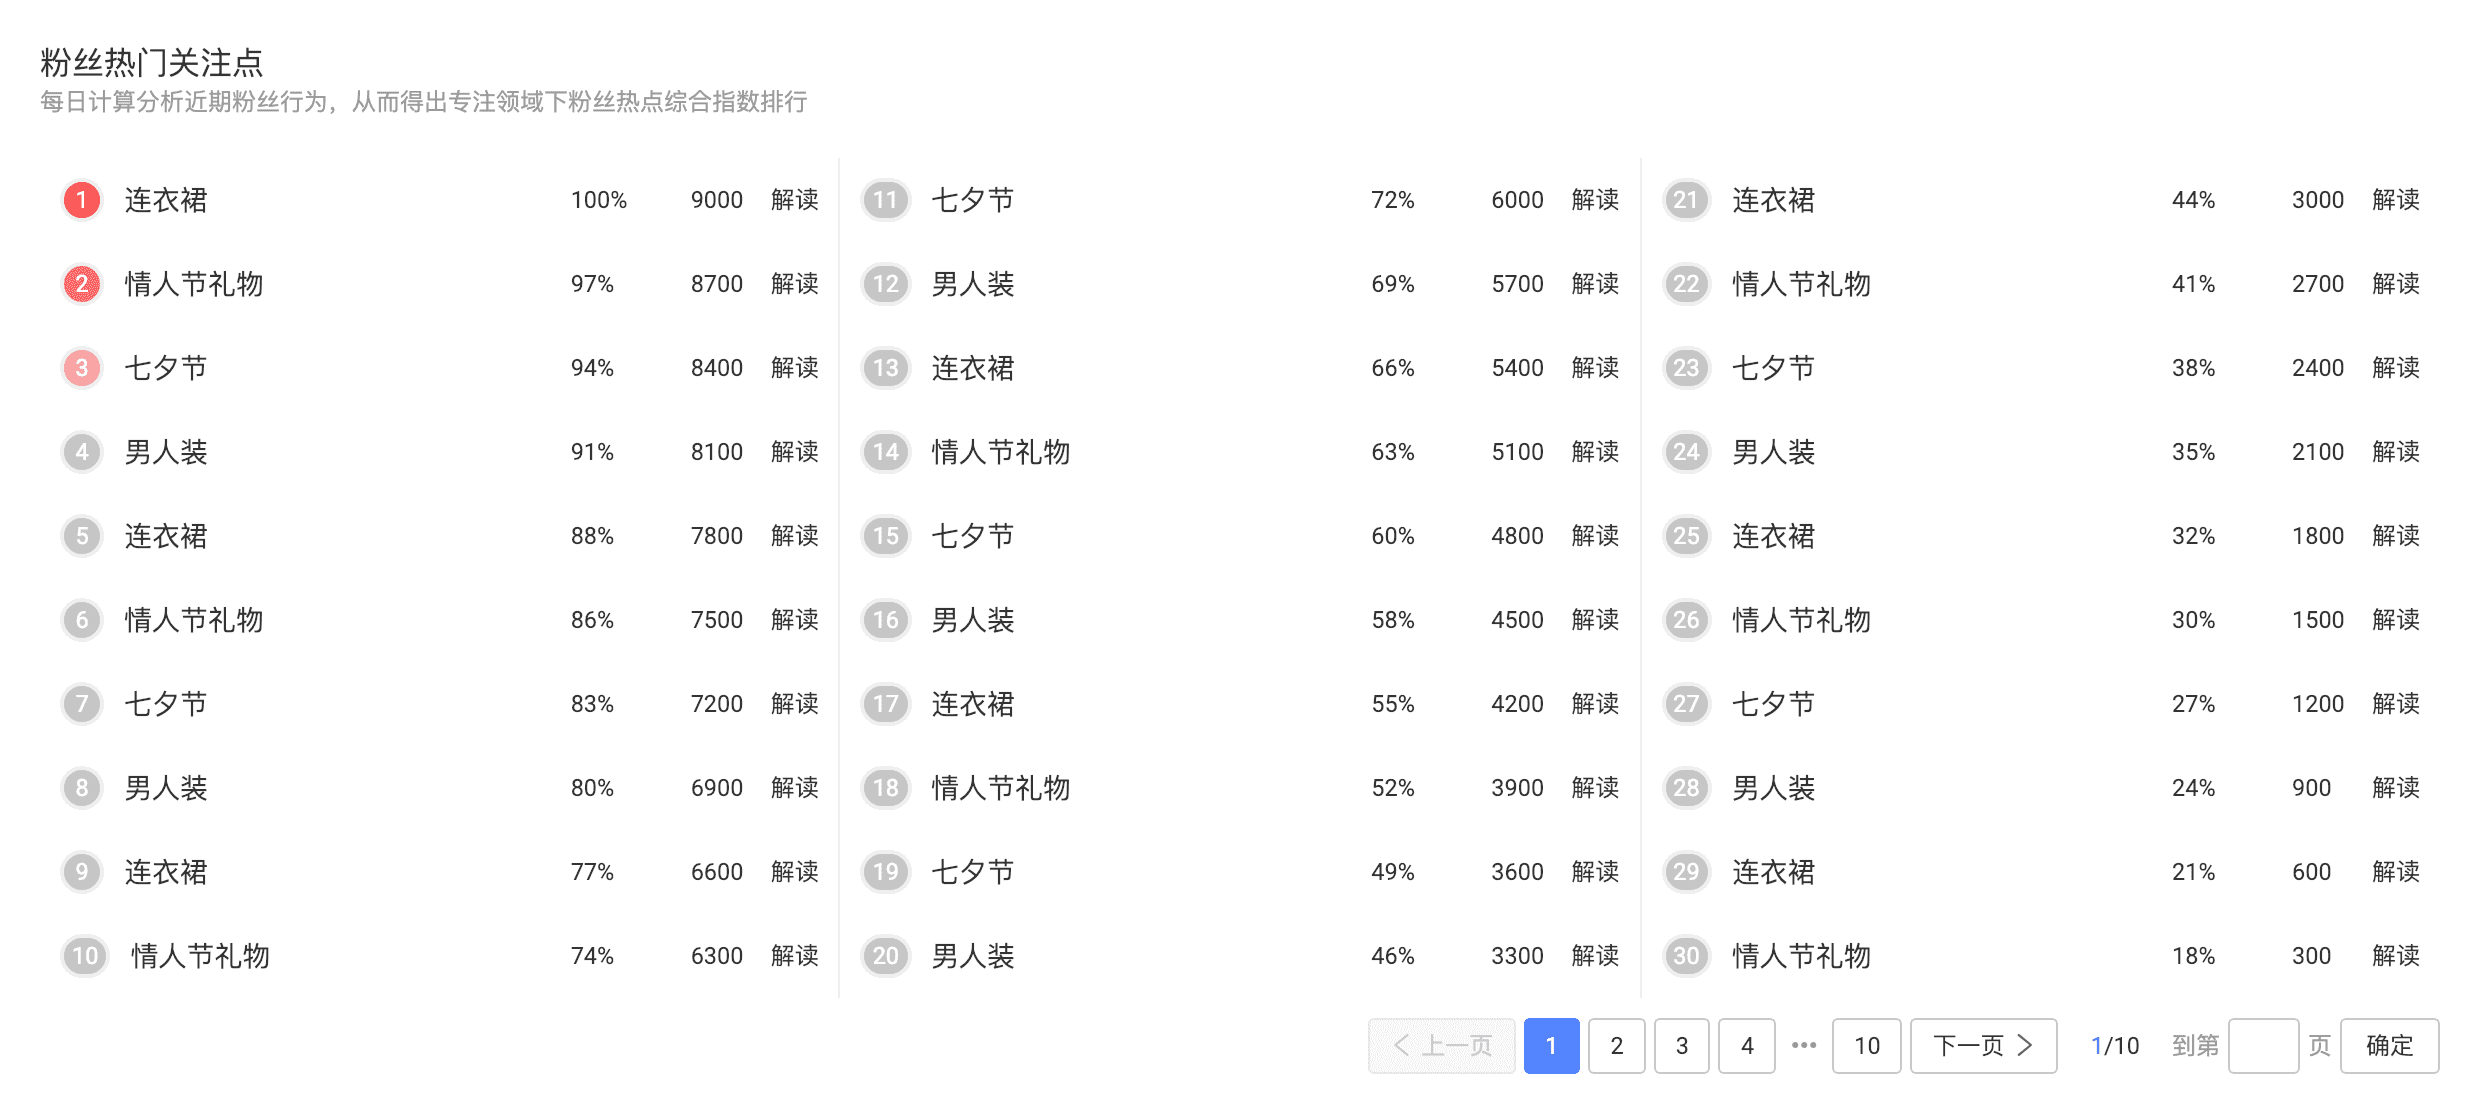 粉丝热门关注点
每日计算分析近期粉丝行为，从而得出专注领域下粉丝热点综合指数排行
1 连衣裙 100% 9000 解读
2 情人节礼物 97% 8700 解读
3 七夕节 94% 8400 解读
4 男人装 91% 8100 解读
5 连衣裙 88% 7800 解读
6 情人节礼物 86% 7500 解读
7 七夕节 83% 7200 解读
8 男人装 80% 6900 解读
9 连衣裙 77% 6600 解读
10 情人节礼物 74% 6300 解读
11 七夕节 72% 6000 解读
12 男人装 69% 5700 解读
13 连衣裙 66% 5400 解读
14 情人节礼物 63% 5100 解读
15 七夕节 60% 4800 解读
16 男人装 58% 4500 解读
17 连衣裙 55% 4200 解读
18 情人节礼物 52% 3900 解读
19 七夕节 49% 3600 解读
20 男人装 46% 3300 解读
21 连衣裙 44% 3000 解读
22 情人节礼物 41% 2700 解读
23 七夕节 38% 2400 解读
24 男人装 35% 2100 解读
25 连衣裙 32% 1800 解读
26 情人节礼物 30% 1500 解读
27 七夕节 27% 1200 解读
28 男人装 24% 900 解读
29 连衣裙 21% 600 解读
30 情人节礼物 18% 300 解读
上一页 1 2 3 4 ••• 10 下一页 1/10 到第 页 确定